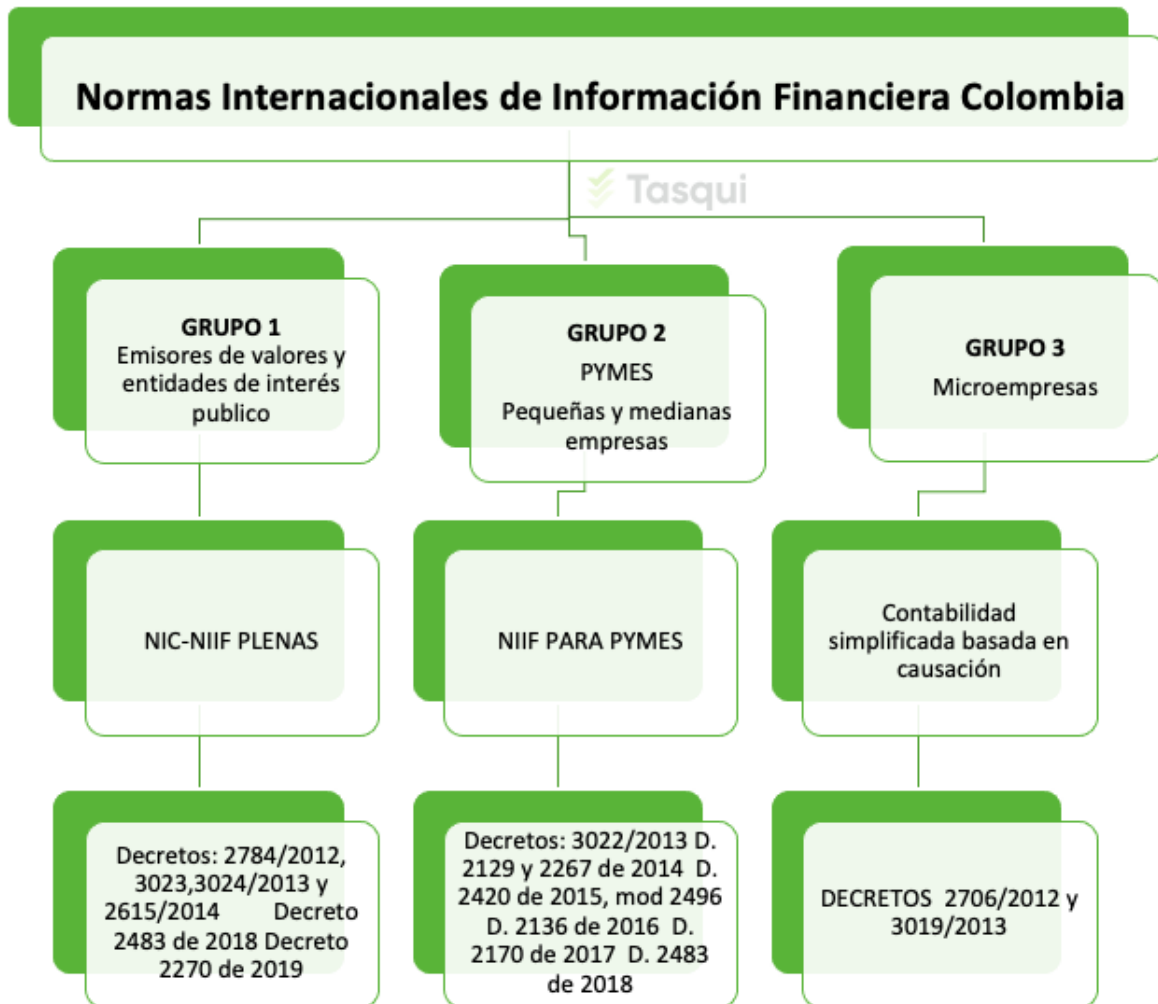 Normas Internacionales de Información Financiera Colombia
Tasqui
GRUPO 1
Emisores de valores y
entidades de interés
publico
GRUPO 2
PYMES
Pequeñas y medianas
empresas
GRUPO 3
Microempresas
NIC-NIIF PLENAS
NIIF PARA PYMES
Contabilidad
simplificada basada en
causación
Decretos: 2784/2012,
3023,3024/2013 y
2615/2014 Decreto
2483 de 2018 Decreto
2270 de 2019
Decretos: 3022/2013 D.
2129 y 2267 de 2014 D.
2420 de 2015, mod 2496
D. 2136 de 2016 D.
2170 de 2017 D. 2483
de 2018
DECRETOS 2706/2012 y
3019/2013